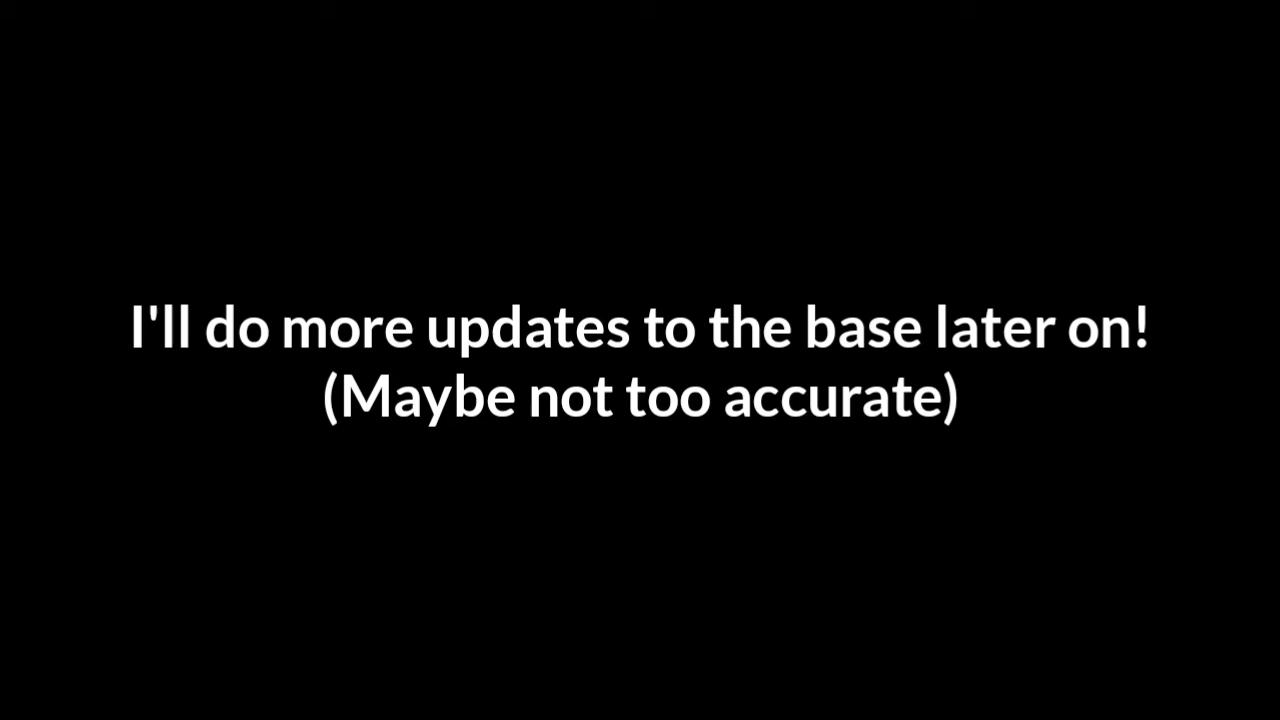 I'll do more updates to the base later on!
(Maybe not too accurate)